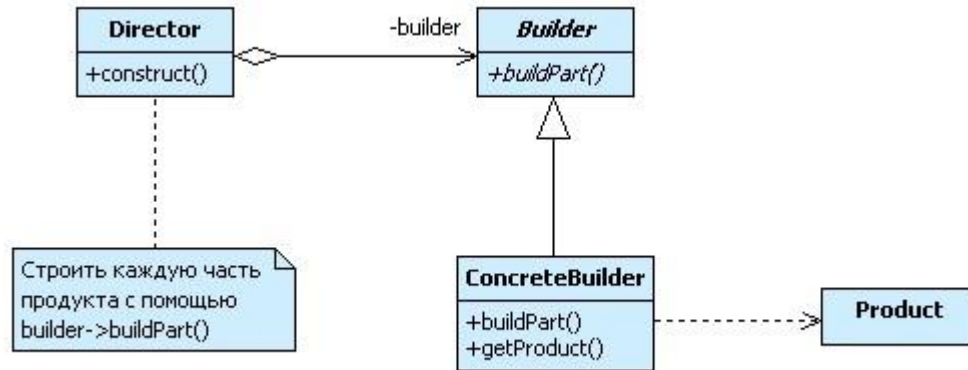 Director
+construct()
-builder
Builder
+buildPart()
Строить каждую часть
продукта с помощью
builder->buildPart()
ConcreteBuilder
+buildPart()
+getProduct()
Product